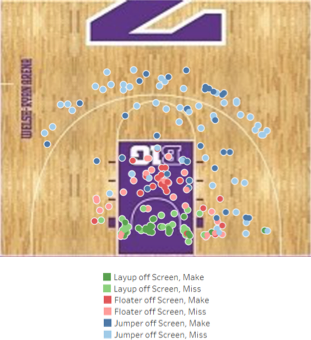 WELSH-RYAN ARENA
B1G
Layup off Screen, Make
Layup off Screen, Miss
Floater off Screen, Make
Floater off Screen, Miss
Jumper off Screen, Make
Jumper off Screen, Miss